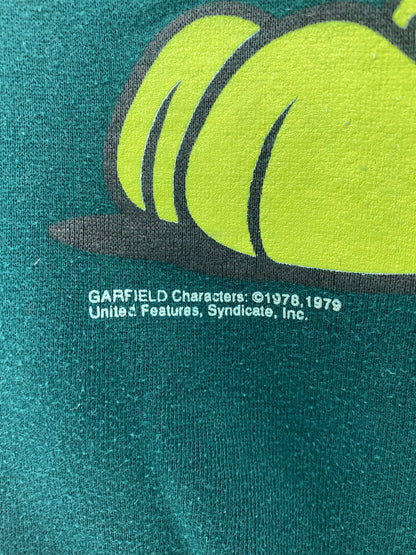 GARFIELD Characters: ©1978,1979
United Features, Syndicate, Inc.